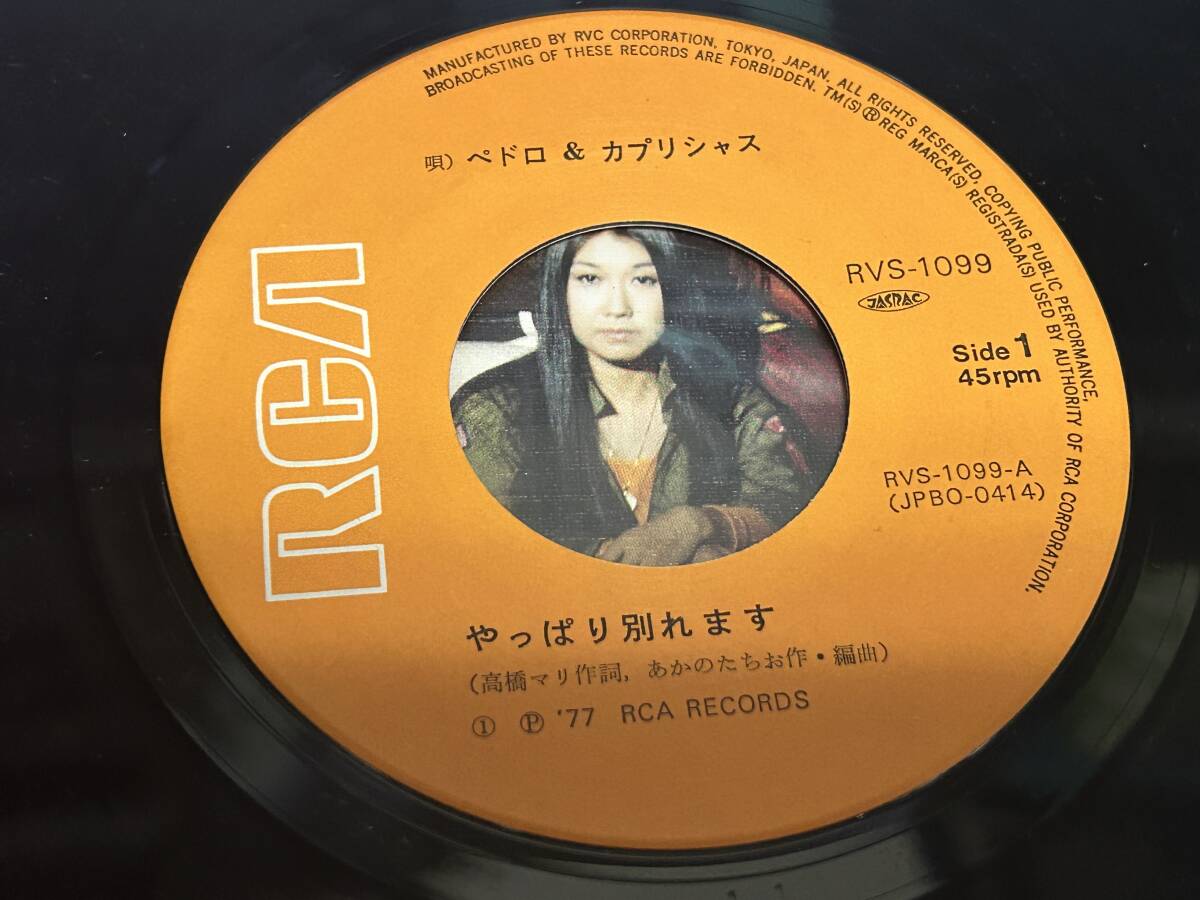 MANUFACTURED BY RVC CORPORATION, TOKYO, JAPAN. ALL RIGHTS RESERVED, COPYING PUBLIC PERFORMANCE,
BROADCASTING OF THESE RECORDS ARE FORBIDDEN. TM(S)®REG MARCA(S) REGISTRADA(S) USED BY AUTHORITY OF RCA CORPORATION.
唄) ペドロ & カプリシャス
RCA
RVS-1099
JASRAC
Side 1
45rpm
RVS-1099-A
(JPBO-0414)
やっぱり別れます
(高橋マリ作詞, あかのたちお作・編曲)
① Ⓟ '77 RCA RECORDS